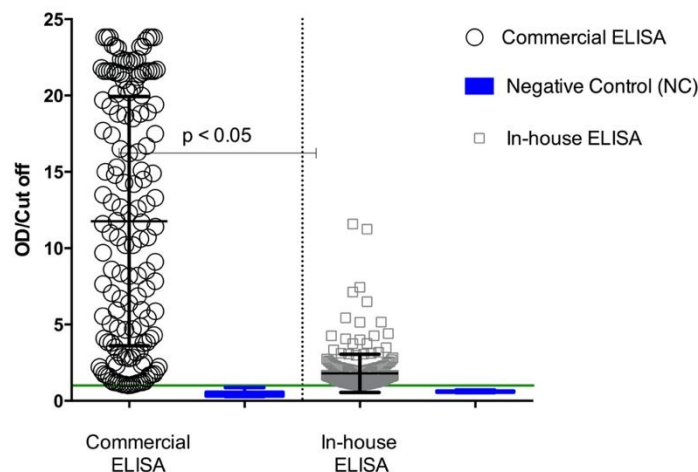 25
20
15
10
5
0
OD/Cut off
p < 0.05
Commercial ELISA
Negative Control (NC)
In-house ELISA
Commercial
ELISA
In-house
ELISA